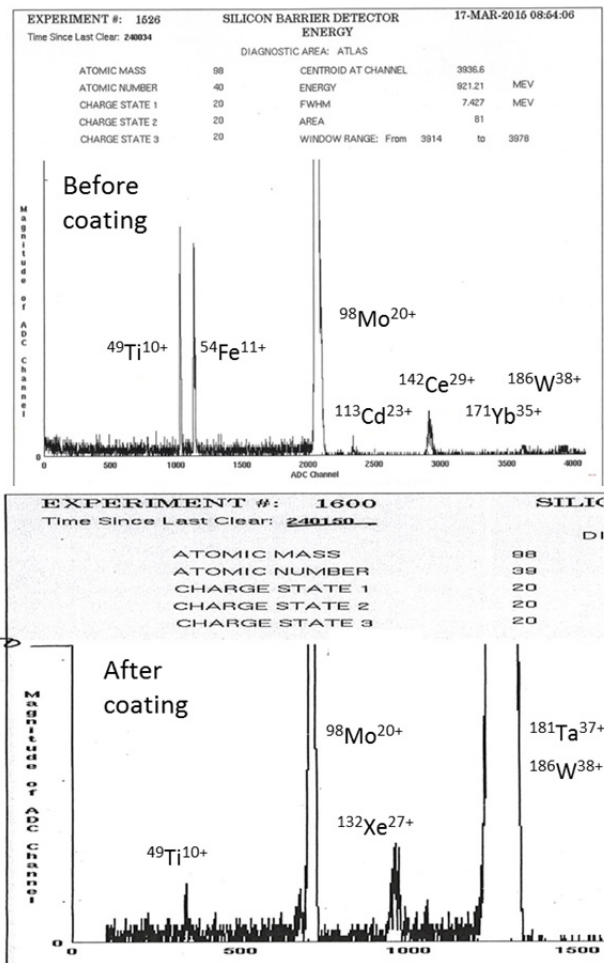 EXPERIMENT #: 1526 SILICON BARRIER DETECTOR 17-MAR-2015 08:54:06
Time Since Last Clear: 240034 ENERGY
DIAGNOSTIC AREA: ATLAS
ATOMIC MASS 98 CENTROID AT CHANNEL 3936.6
ATOMIC NUMBER 40 ENERGY 921.21 MEV
CHARGE STATE 1 20 FWHM 7.427 MEV
CHARGE STATE 2 20 AREA 81
CHARGE STATE 3 20 WINDOW RANGE: From 3914 to 3978
Before
coating
Magnitude of ADC Channel
⁹⁸Mo²⁰⁺
⁴⁹Ti¹⁰⁺ ⁵⁴Fe¹¹⁺
¹⁴²Ce²⁹⁺ ¹⁸⁶W³⁸⁺
¹¹³Cd²³⁺ ¹⁷¹Yb³⁵⁺
0
0 500 1000 1500 2000 2500 3000 3500 4000
ADC Channel
EXPERIMENT #: 1600 SILIC
Time Since Last Clear: 240150 DI
ATOMIC MASS 98
ATOMIC NUMBER 39
CHARGE STATE 1 20
CHARGE STATE 2 20
CHARGE STATE 3 20
After
coating
Magnitude of ADC Channel
⁹⁸Mo²⁰⁺ ¹⁸¹Ta³⁷⁺
¹⁸⁶W³⁸⁺
¹³²Xe²⁷⁺
⁴⁹Ti¹⁰⁺
0
0 500 1000 1500